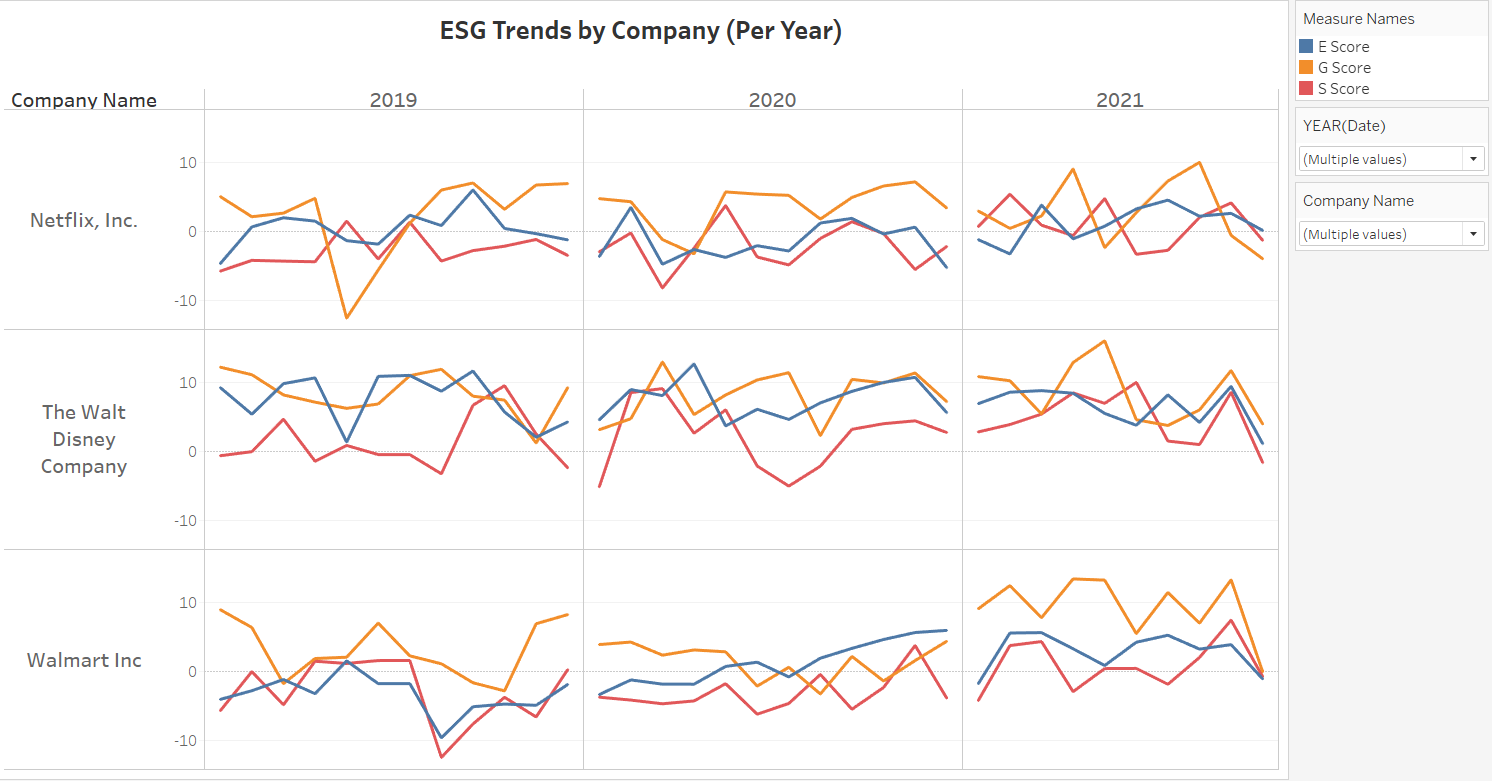 ESG Trends by Company (Per Year)
Company Name
2019
2020
2021
Netflix, Inc.
10
0
-10
The Walt
Disney
Company
10
0
-10
Walmart Inc
10
0
-10
Measure Names
E Score
G Score
S Score
YEAR(Date)
(Multiple values)
Company Name
(Multiple values)